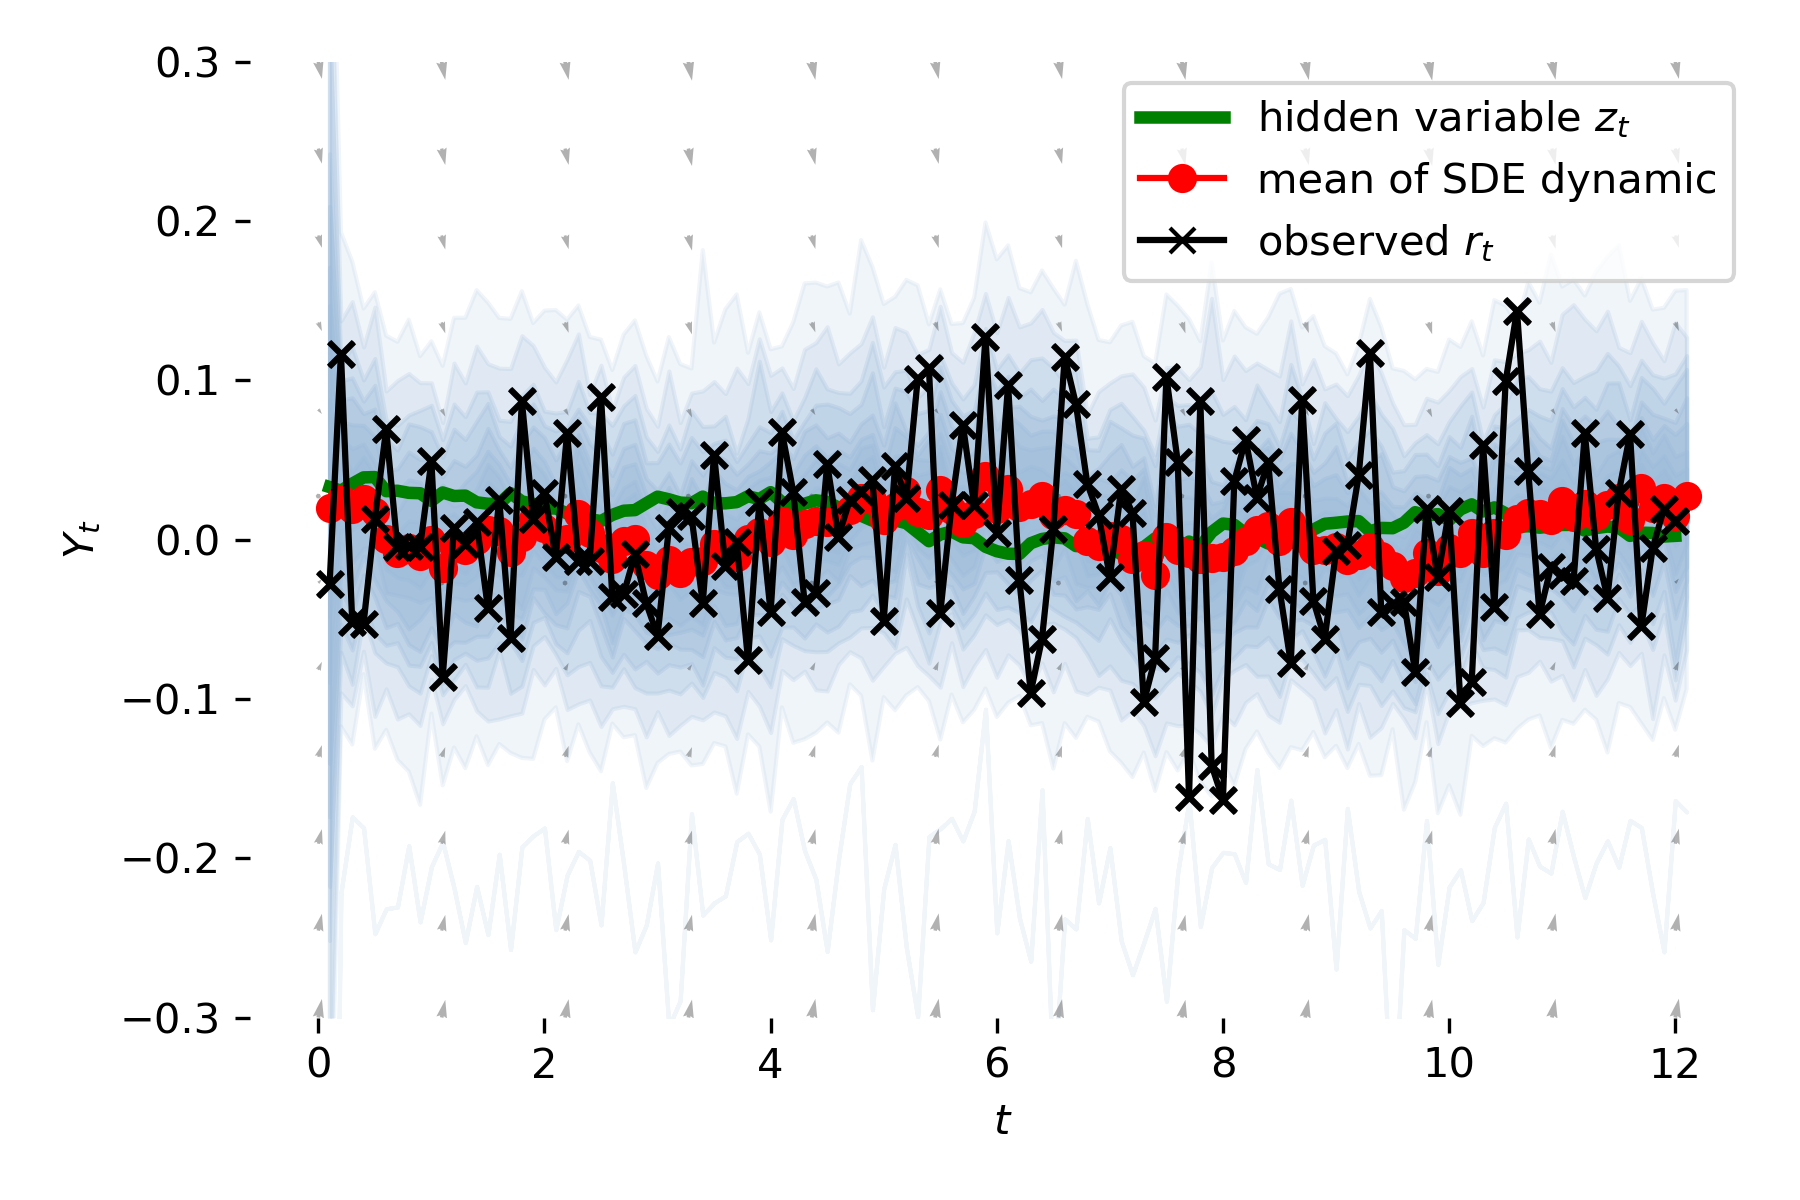 0.3
0.2
0.1
0.0
−0.1
−0.2
−0.3
Y_t
hidden variable z_t
mean of SDE dynamic
observed r_t
0 2 4 6 8 10 12
t